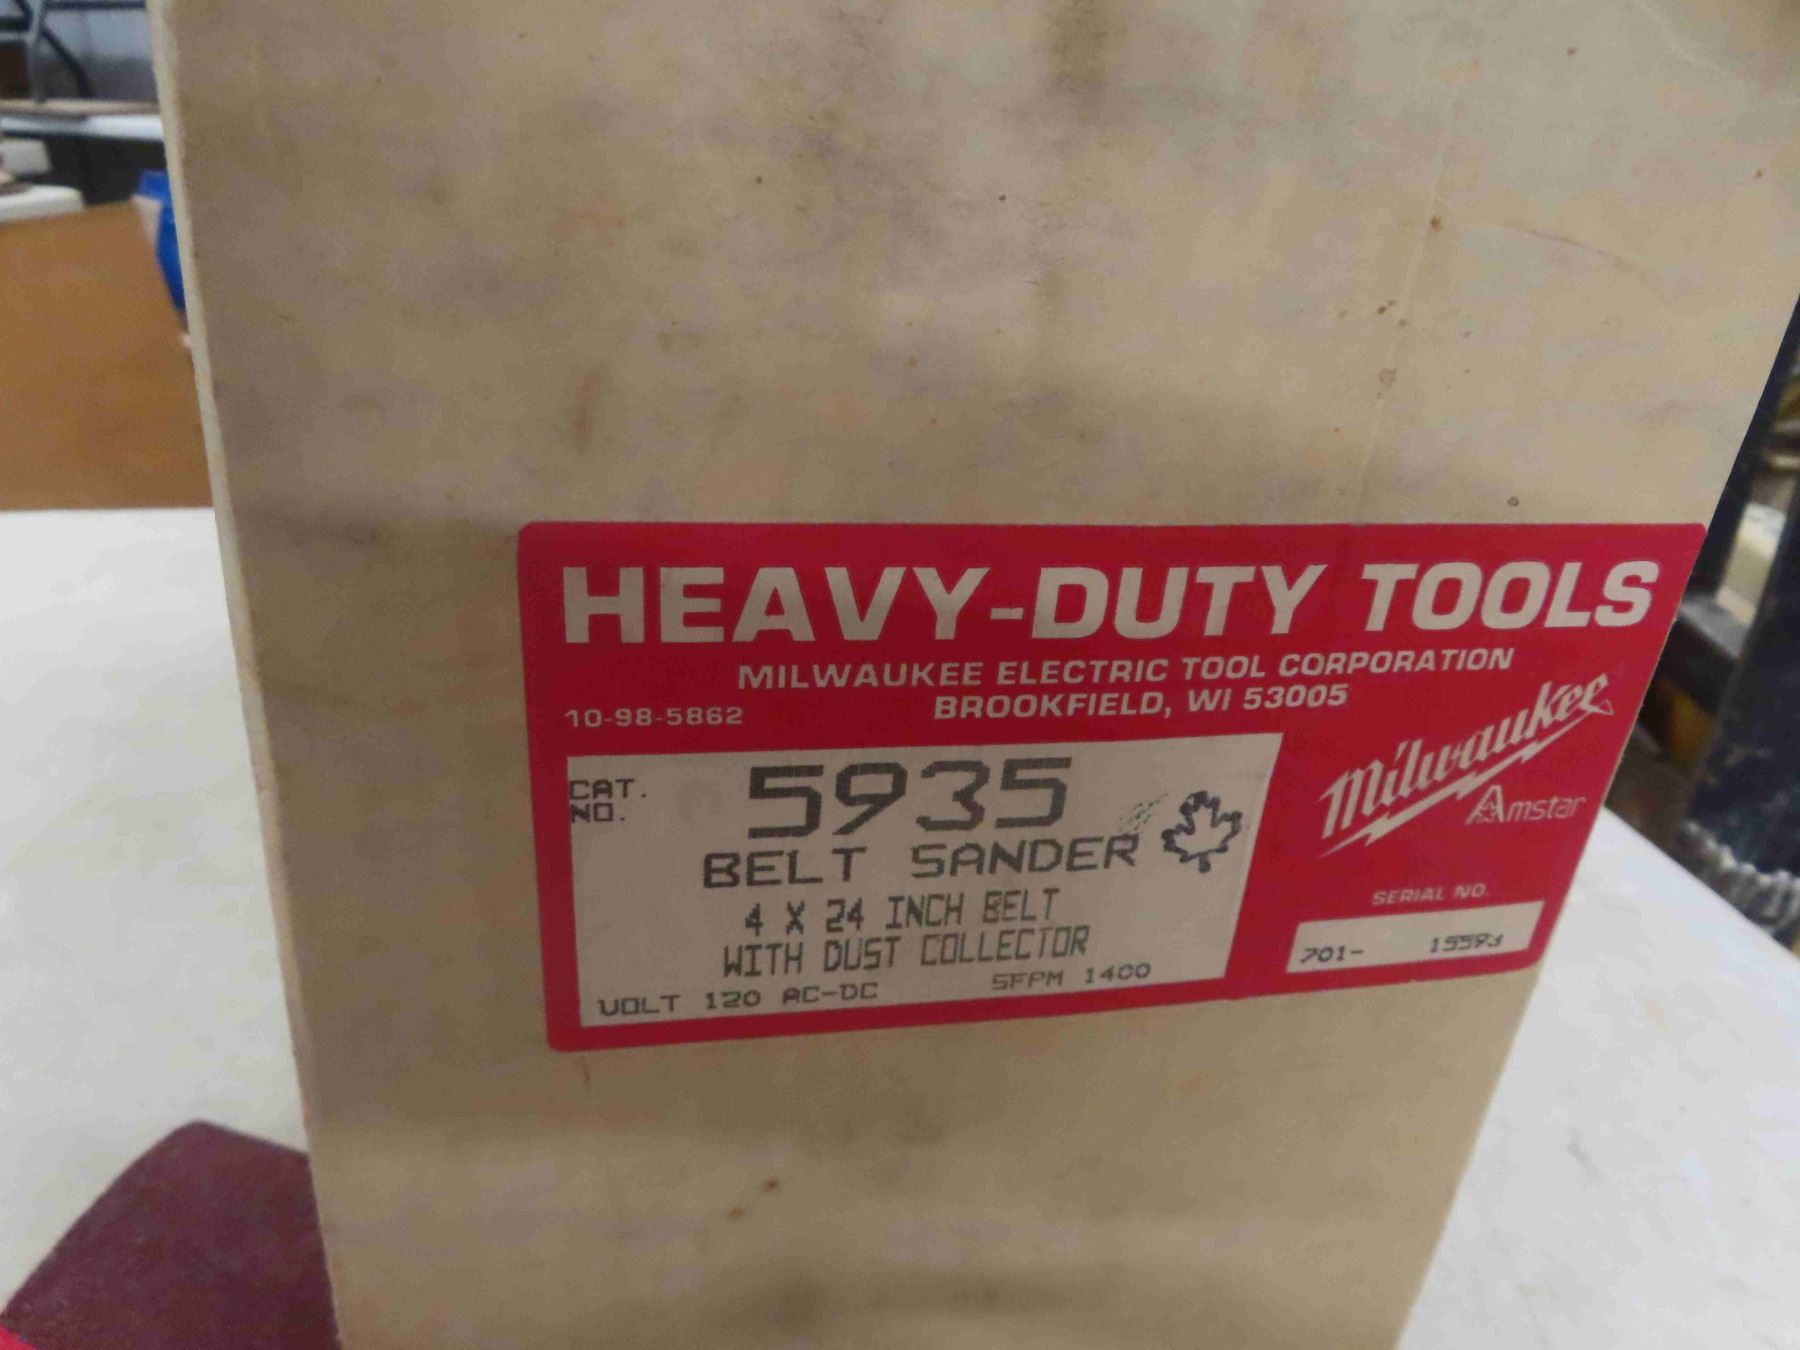 HEAVY-DUTY TOOLS
MILWAUKEE ELECTRIC TOOL CORPORATION
BROOKFIELD, WI 53005
10-98-5862
Milwaukee
Amstar
CAT.
NO.
5935
BELT SANDER
4 X 24 INCH BELT
WITH DUST COLLECTOR
VOLT 120 AC-DC SFPM 1400
SERIAL NO.
701- 15593